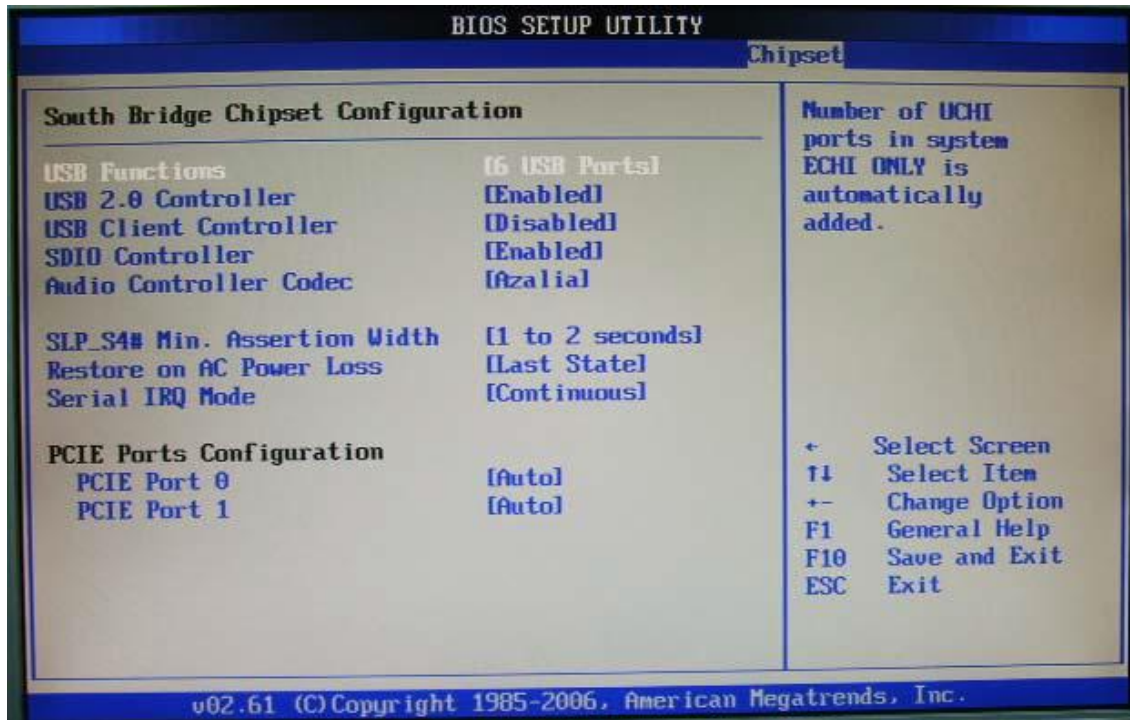 BIOS SETUP UTILITY
Chipset
South Bridge Chipset Configuration
USB Functions [6 USB Ports]
USB 2.0 Controller [Enabled]
USB Client Controller [Disabled]
SDIO Controller [Enabled]
Audio Controller Codec [Azalia]
SLP_S4# Min. Assertion Width [1 to 2 seconds]
Restore on AC Power Loss [Last State]
Serial IRQ Mode [Continuous]
PCIE Ports Configuration
PCIE Port 0 [Auto]
PCIE Port 1 [Auto]
Number of UCHI
ports in system
ECHI ONLY is
automatically
added.
← Select Screen
↑↓ Select Item
+- Change Option
F1 General Help
F10 Save and Exit
ESC Exit
v02.61 (C)Copyright 1985-2006, American Megatrends, Inc.